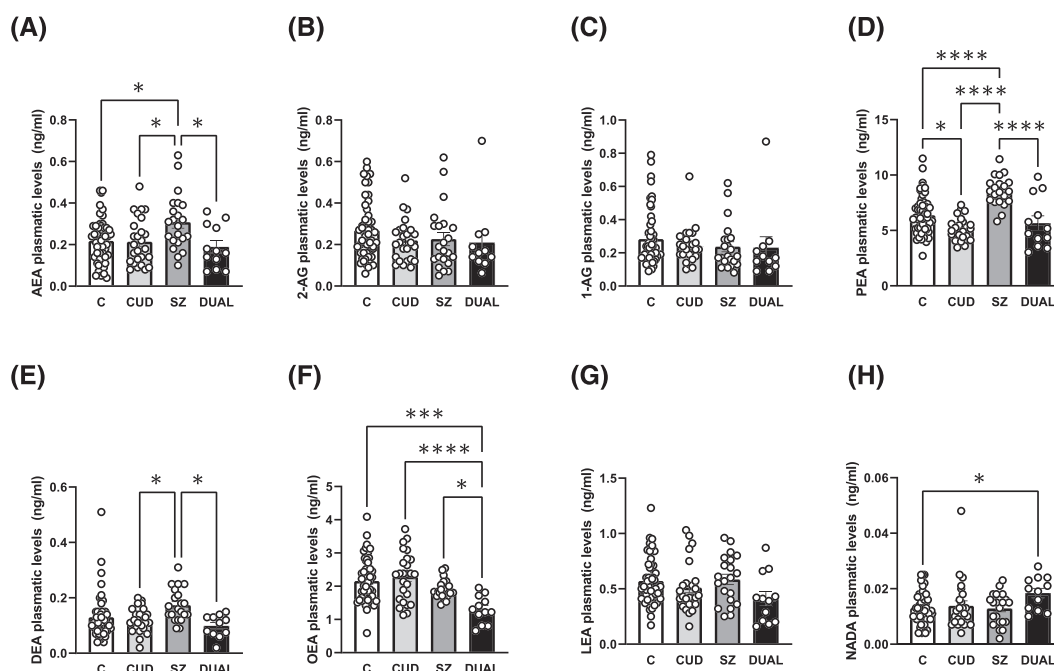 (A)
(B)
(C)
(D)
AEA plasmatic levels (ng/ml)
0.8
0.6
0.4
0.2
0.0
*
*
*
C CUD SZ DUAL
2-AG plasmatic levels (ng/ml)
0.8
0.6
0.4
0.2
0.0
C CUD SZ DUAL
1-AG plasmatic levels (ng/ml)
1.0
0.8
0.6
0.4
0.2
0.0
C CUD SZ DUAL
PEA plasmatic levels (ng/ml)
15
10
5
0
****
****
* ****
C CUD SZ DUAL
(E)
(F)
(G)
(H)
DEA plasmatic levels (ng/ml)
0.6
0.4
0.2
0.0
* *
C CUD SZ DUAL
OEA plasmatic levels (ng/ml)
5
4
3
2
1
0
***
****
*
C CUD SZ DUAL
LEA plasmatic levels (ng/ml)
1.5
1.0
0.5
0.0
C CUD SZ DUAL
NADA plasmatic levels (ng/ml)
0.06
0.04
0.02
0.00
*
C CUD SZ DUAL